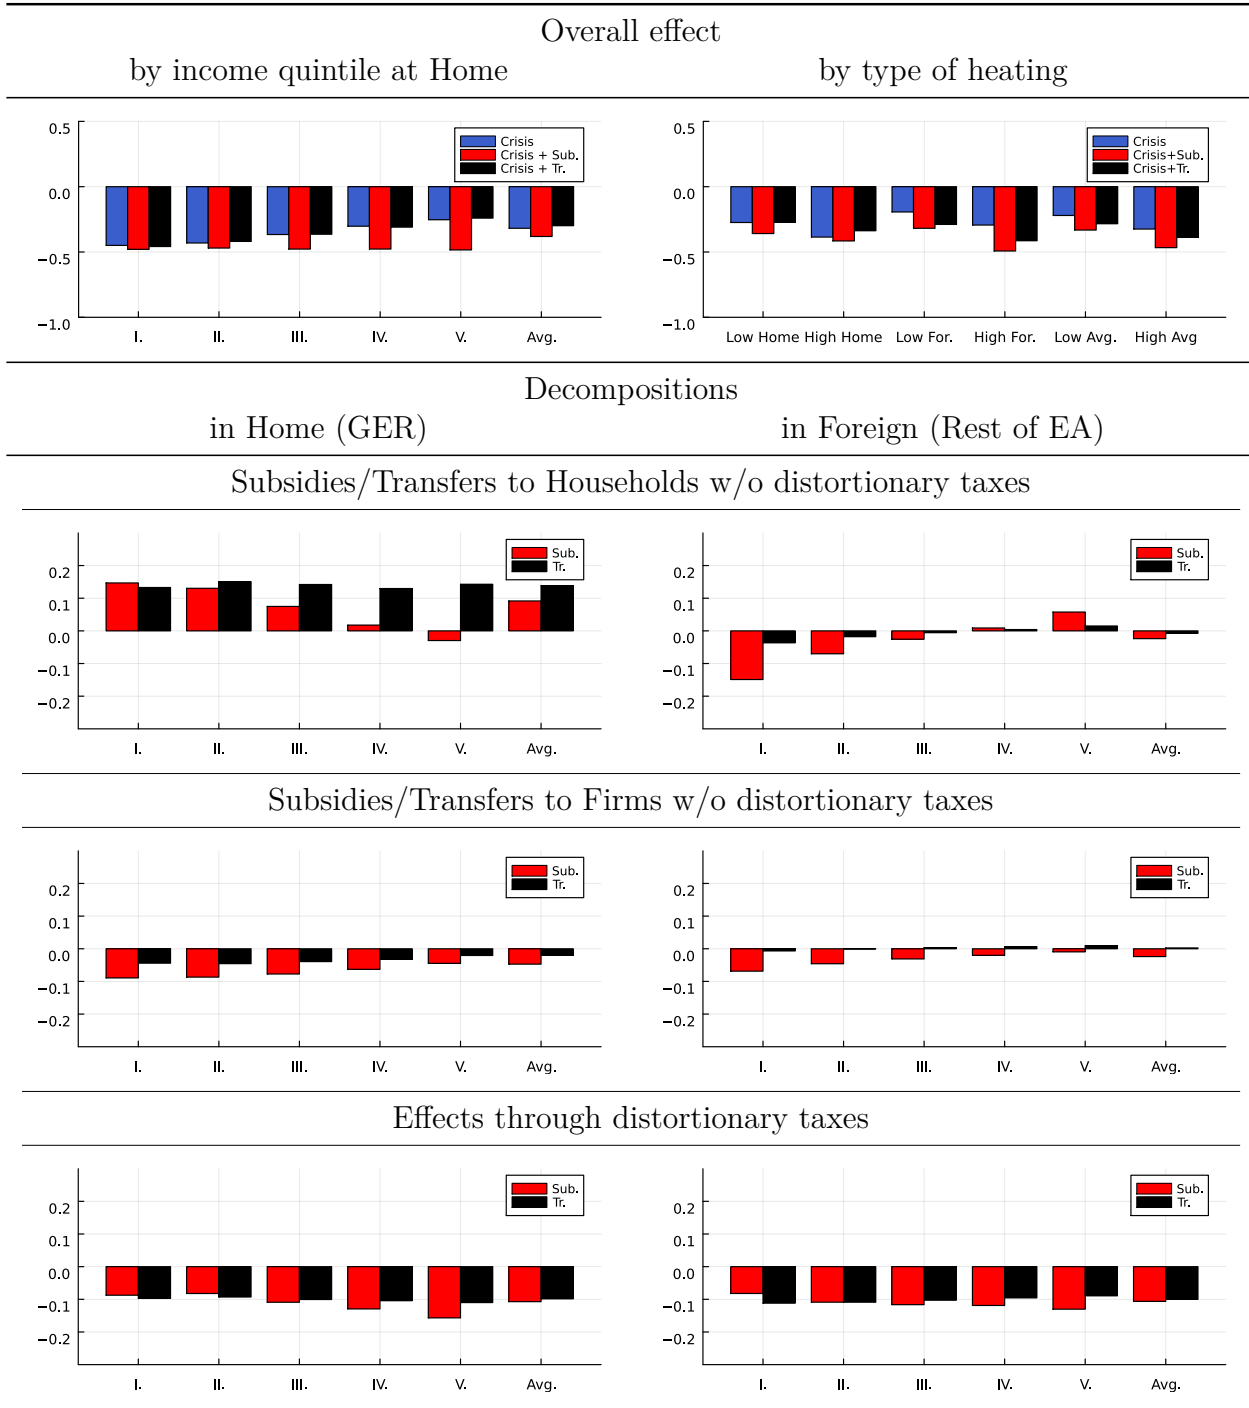 Overall effect
by income quintile at Home
by type of heating
0.5
0.0
−0.5
−1.0
Crisis
Crisis + Sub.
Crisis + Tr.
I. II. III. IV. V. Avg.
0.5
0.0
−0.5
−1.0
Crisis
Crisis+Sub.
Crisis+Tr.
Low Home High Home Low For. High For. Low Avg. High Avg
Decompositions
in Home (GER)
in Foreign (Rest of EA)
Subsidies/Transfers to Households w/o distortionary taxes
0.2
0.1
0.0
−0.1
−0.2
Sub.
Tr.
I. II. III. IV. V. Avg.
0.2
0.1
0.0
−0.1
−0.2
Sub.
Tr.
I. II. III. IV. V. Avg.
Subsidies/Transfers to Firms w/o distortionary taxes
0.2
0.1
0.0
−0.1
−0.2
Sub.
Tr.
I. II. III. IV. V. Avg.
0.2
0.1
0.0
−0.1
−0.2
Sub.
Tr.
I. II. III. IV. V. Avg.
Effects through distortionary taxes
0.2
0.1
0.0
−0.1
−0.2
Sub.
Tr.
I. II. III. IV. V. Avg.
0.2
0.1
0.0
−0.1
−0.2
Sub.
Tr.
I. II. III. IV. V. Avg.